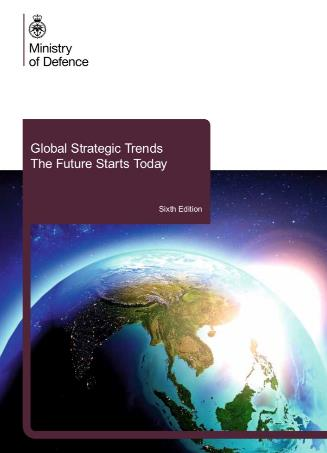 Ministry
of Defence
Global Strategic Trends
The Future Starts Today
Sixth Edition